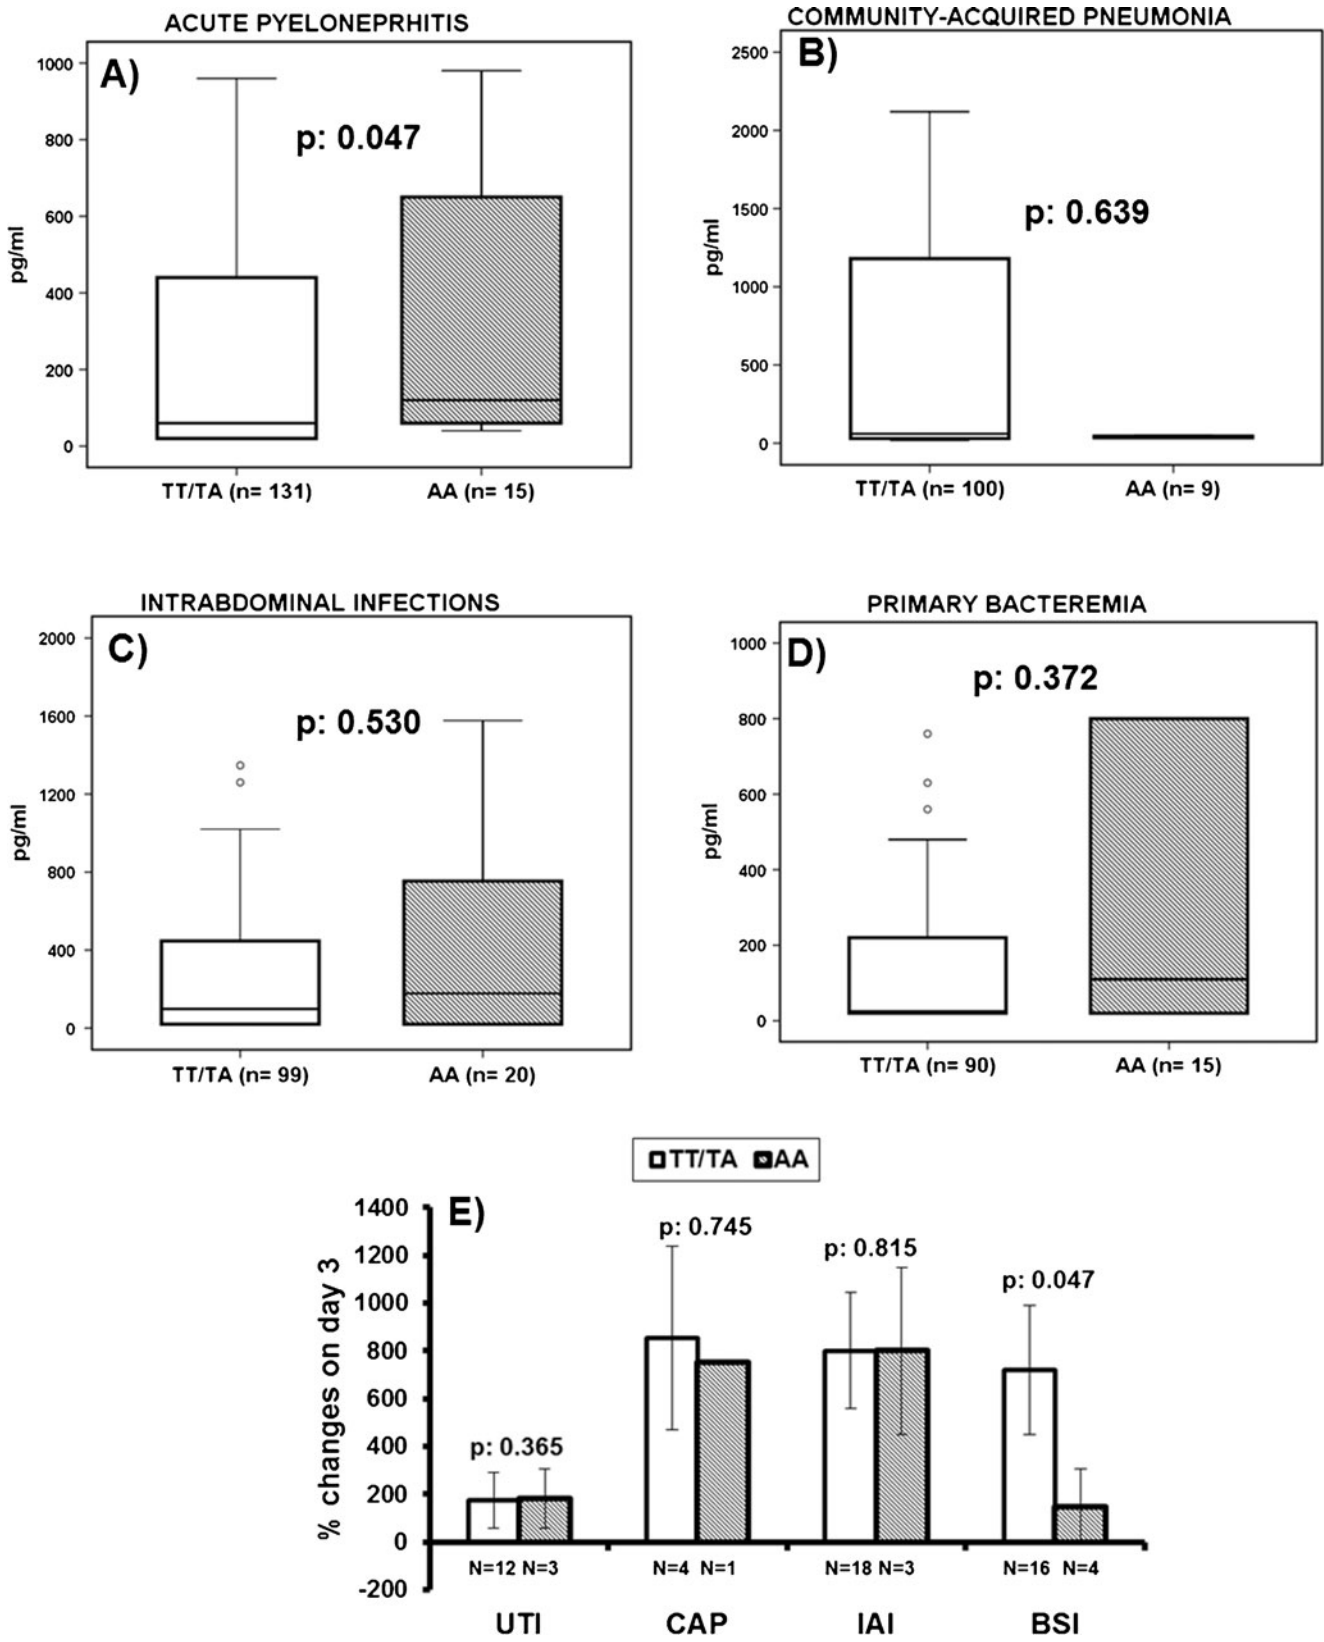 ACUTE PYELONEPRHITIS
A)
p: 0.047
pg/ml
1000
800
600
400
200
0
TT/TA (n= 131)
AA (n= 15)
COMMUNITY-ACQUIRED PNEUMONIA
B)
p: 0.639
pg/ml
2500
2000
1500
1000
500
0
TT/TA (n= 100)
AA (n= 9)
INTRABDOMINAL INFECTIONS
C)
p: 0.530
pg/ml
2000
1600
1200
800
400
0
TT/TA (n= 99)
AA (n= 20)
PRIMARY BACTEREMIA
D)
p: 0.372
pg/ml
1000
800
600
400
200
0
TT/TA (n= 90)
AA (n= 15)
TT/TA AA
E)
% changes on day 3
1400
1200
1000
800
600
400
200
0
-200
p: 0.365
p: 0.745
p: 0.815
p: 0.047
N=12 N=3 N=4 N=1 N=18 N=3 N=16 N=4
UTI CAP IAI BSI